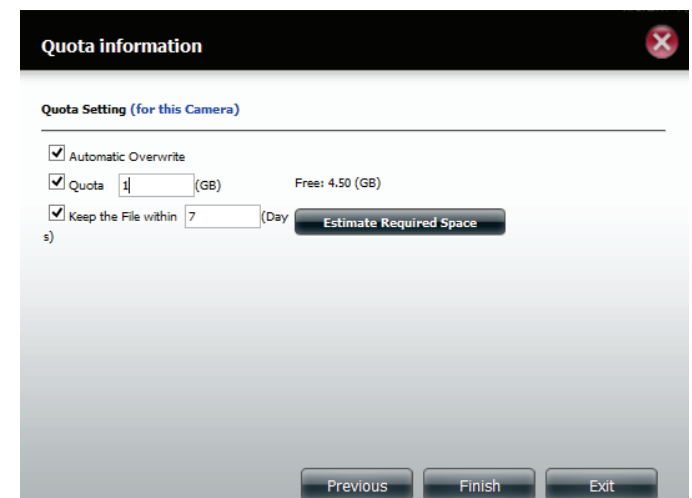 Quota information
Quota Setting (for this Camera)
Automatic Overwrite
Quota 1 (GB) Free: 4.50 (GB)
Keep the File within 7 (Day
s)
Estimate Required Space
Previous Finish Exit